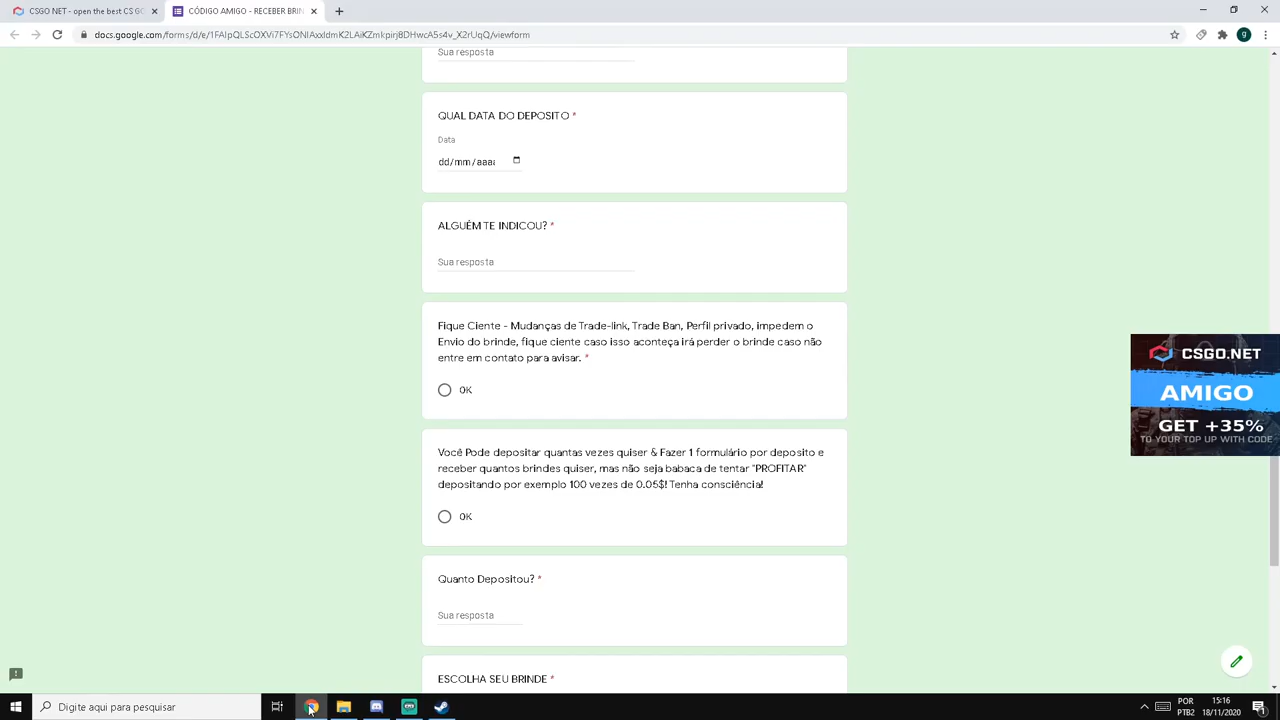 CSGO.NET - open the best CS GO
CÓDIGO AMIGO - RECEBER BRIN
docs.google.com/forms/d/e/1FAIpQLScOXVi7FYsONIAxxldmK2LAiKZmkpirj8DHwcA5s4v_X2rUqQ/viewform
g
Sua resposta
QUAL DATA DO DEPOSITO *
Data
dd/mm/aaaa
ALGUÉM TE INDICOU? *
Sua resposta
Fique Ciente - Mudanças de Trade-link, Trade Ban, Perfil privado, impedem o
Envio do brinde, fique ciente caso isso aconteça irá perder o brinde caso não
entre em contato para avisar. *
OK
Você Pode depositar quantas vezes quiser & Fazer 1 formulário por deposito e
receber quantos brindes quiser, mas não seja babaca de tentar "PROFITAR"
depositando por exemplo 100 vezes de 0.05$! Tenha consciência!
OK
Quanto Depositou? *
Sua resposta
ESCOLHA SEU BRINDE *
CSGO.NET
AMIGO
GET +35%
TO YOUR TOP UP WITH CODE
Digite aqui para pesquisar
POR
PTB2
15:16
18/11/2020
1